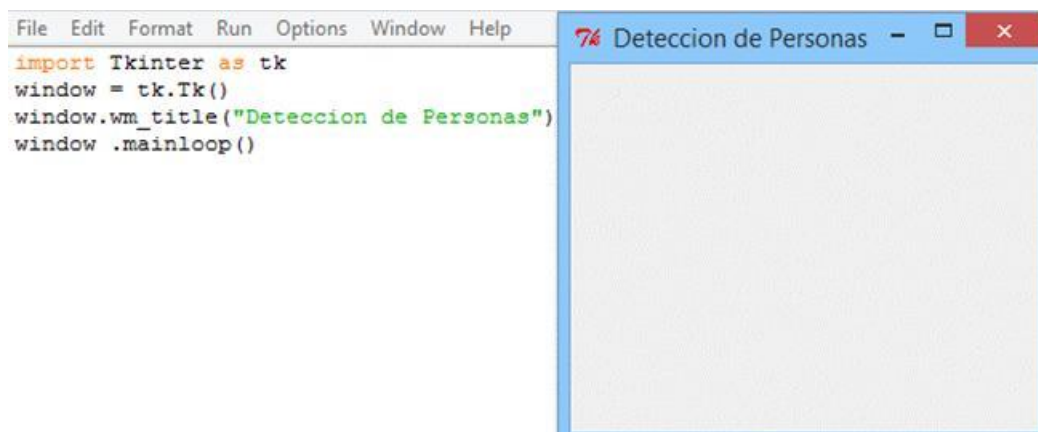 File Edit Format Run Options Window Help
import Tkinter as tk
window = tk.Tk()
window.wm_title("Deteccion de Personas")
window .mainloop()
Deteccion de Personas